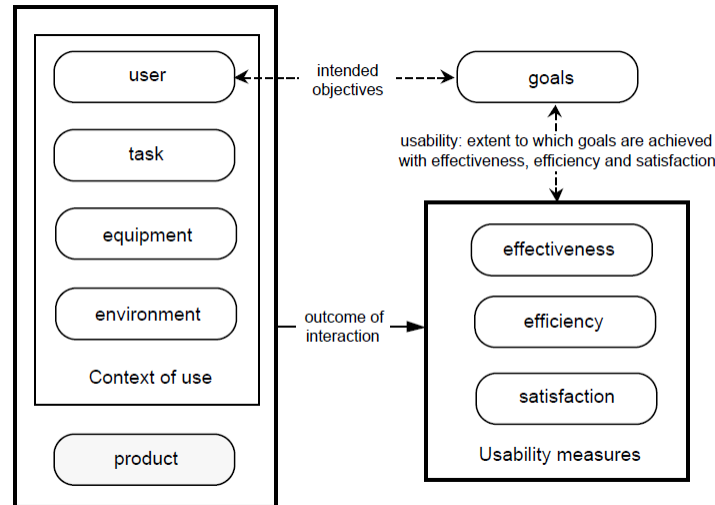 user
task
equipment
environment
Context of use
product
intended
objectives
goals
usability: extent to which goals are achieved
with effectiveness, efficiency and satisfaction
outcome of
interaction
effectiveness
efficiency
satisfaction
Usability measures